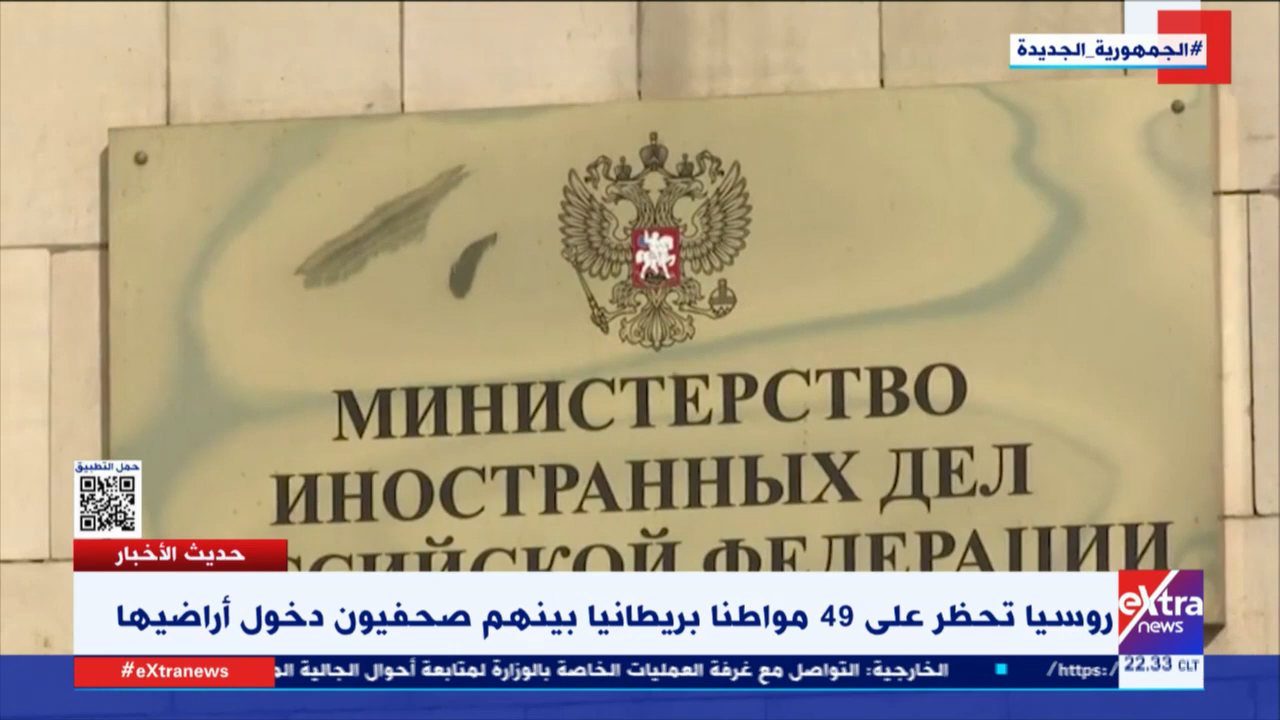 #الجمهورية_الجديدة
МИНИСТЕРСТВО
ИНОСТРАННЫХ ДЕЛ
ФЕДЕРАЦИИ
حمل التطبيق
حديث الأخبار
روسيا تحظر على 49 مواطنا بريطانيا بينهم صحفيون دخول أراضيها
eXtra
news
#eXtranews
الخارجية: التواصل مع غرفة العمليات الخاصة بالوزارة لمتابعة أحوال الجالية
https:/
22.33 CLT